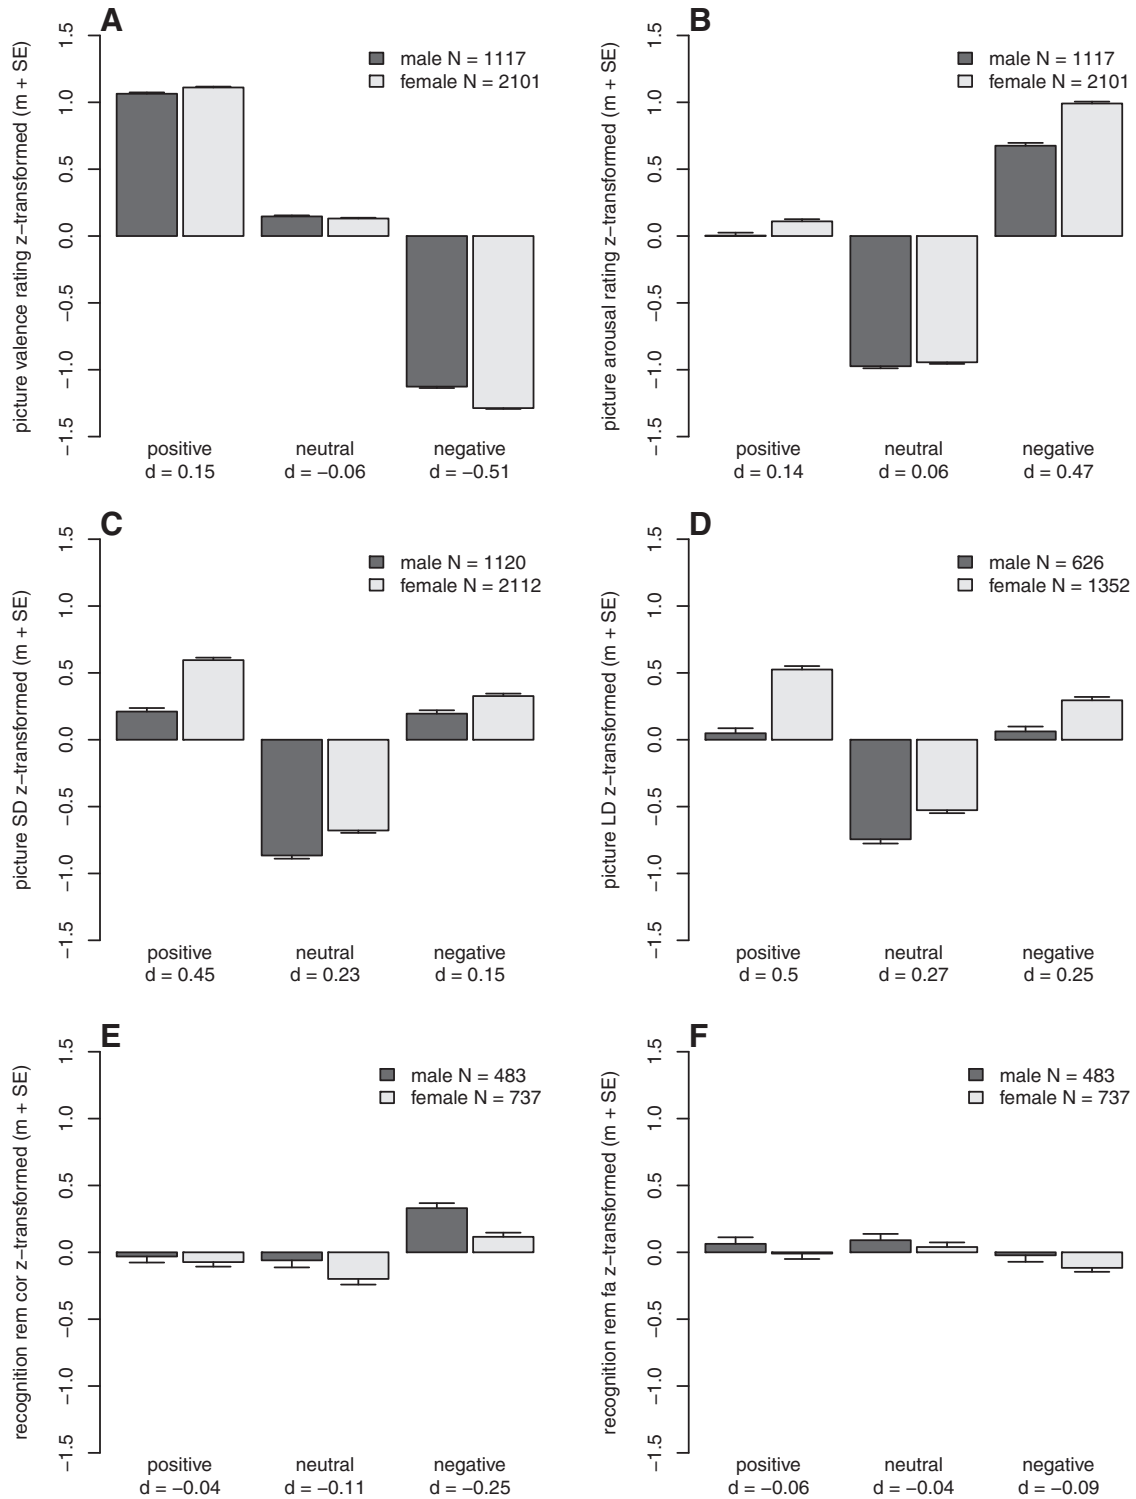 A
picture valence rating z−transformed (m + SE)
1.5
1.0
0.5
0.0
−0.5
−1.0
−1.5
male N = 1117
female N = 2101
positive neutral negative
d = 0.15 d = −0.06 d = −0.51
B
picture arousal rating z−transformed (m + SE)
1.5
1.0
0.5
0.0
−0.5
−1.0
−1.5
male N = 1117
female N = 2101
positive neutral negative
d = 0.14 d = 0.06 d = 0.47
C
picture SD z−transformed (m + SE)
1.5
1.0
0.5
0.0
−0.5
−1.0
−1.5
male N = 1120
female N = 2112
positive neutral negative
d = 0.45 d = 0.23 d = 0.15
D
picture LD z−transformed (m + SE)
1.5
1.0
0.5
0.0
−0.5
−1.0
−1.5
male N = 626
female N = 1352
positive neutral negative
d = 0.5 d = 0.27 d = 0.25
E
recognition rem cor z−transformed (m + SE)
1.5
1.0
0.5
0.0
−0.5
−1.0
−1.5
male N = 483
female N = 737
positive neutral negative
d = −0.04 d = −0.11 d = −0.25
F
recognition rem fa z−transformed (m + SE)
1.5
1.0
0.5
0.0
−0.5
−1.0
−1.5
male N = 483
female N = 737
positive neutral negative
d = −0.06 d = −0.04 d = −0.09